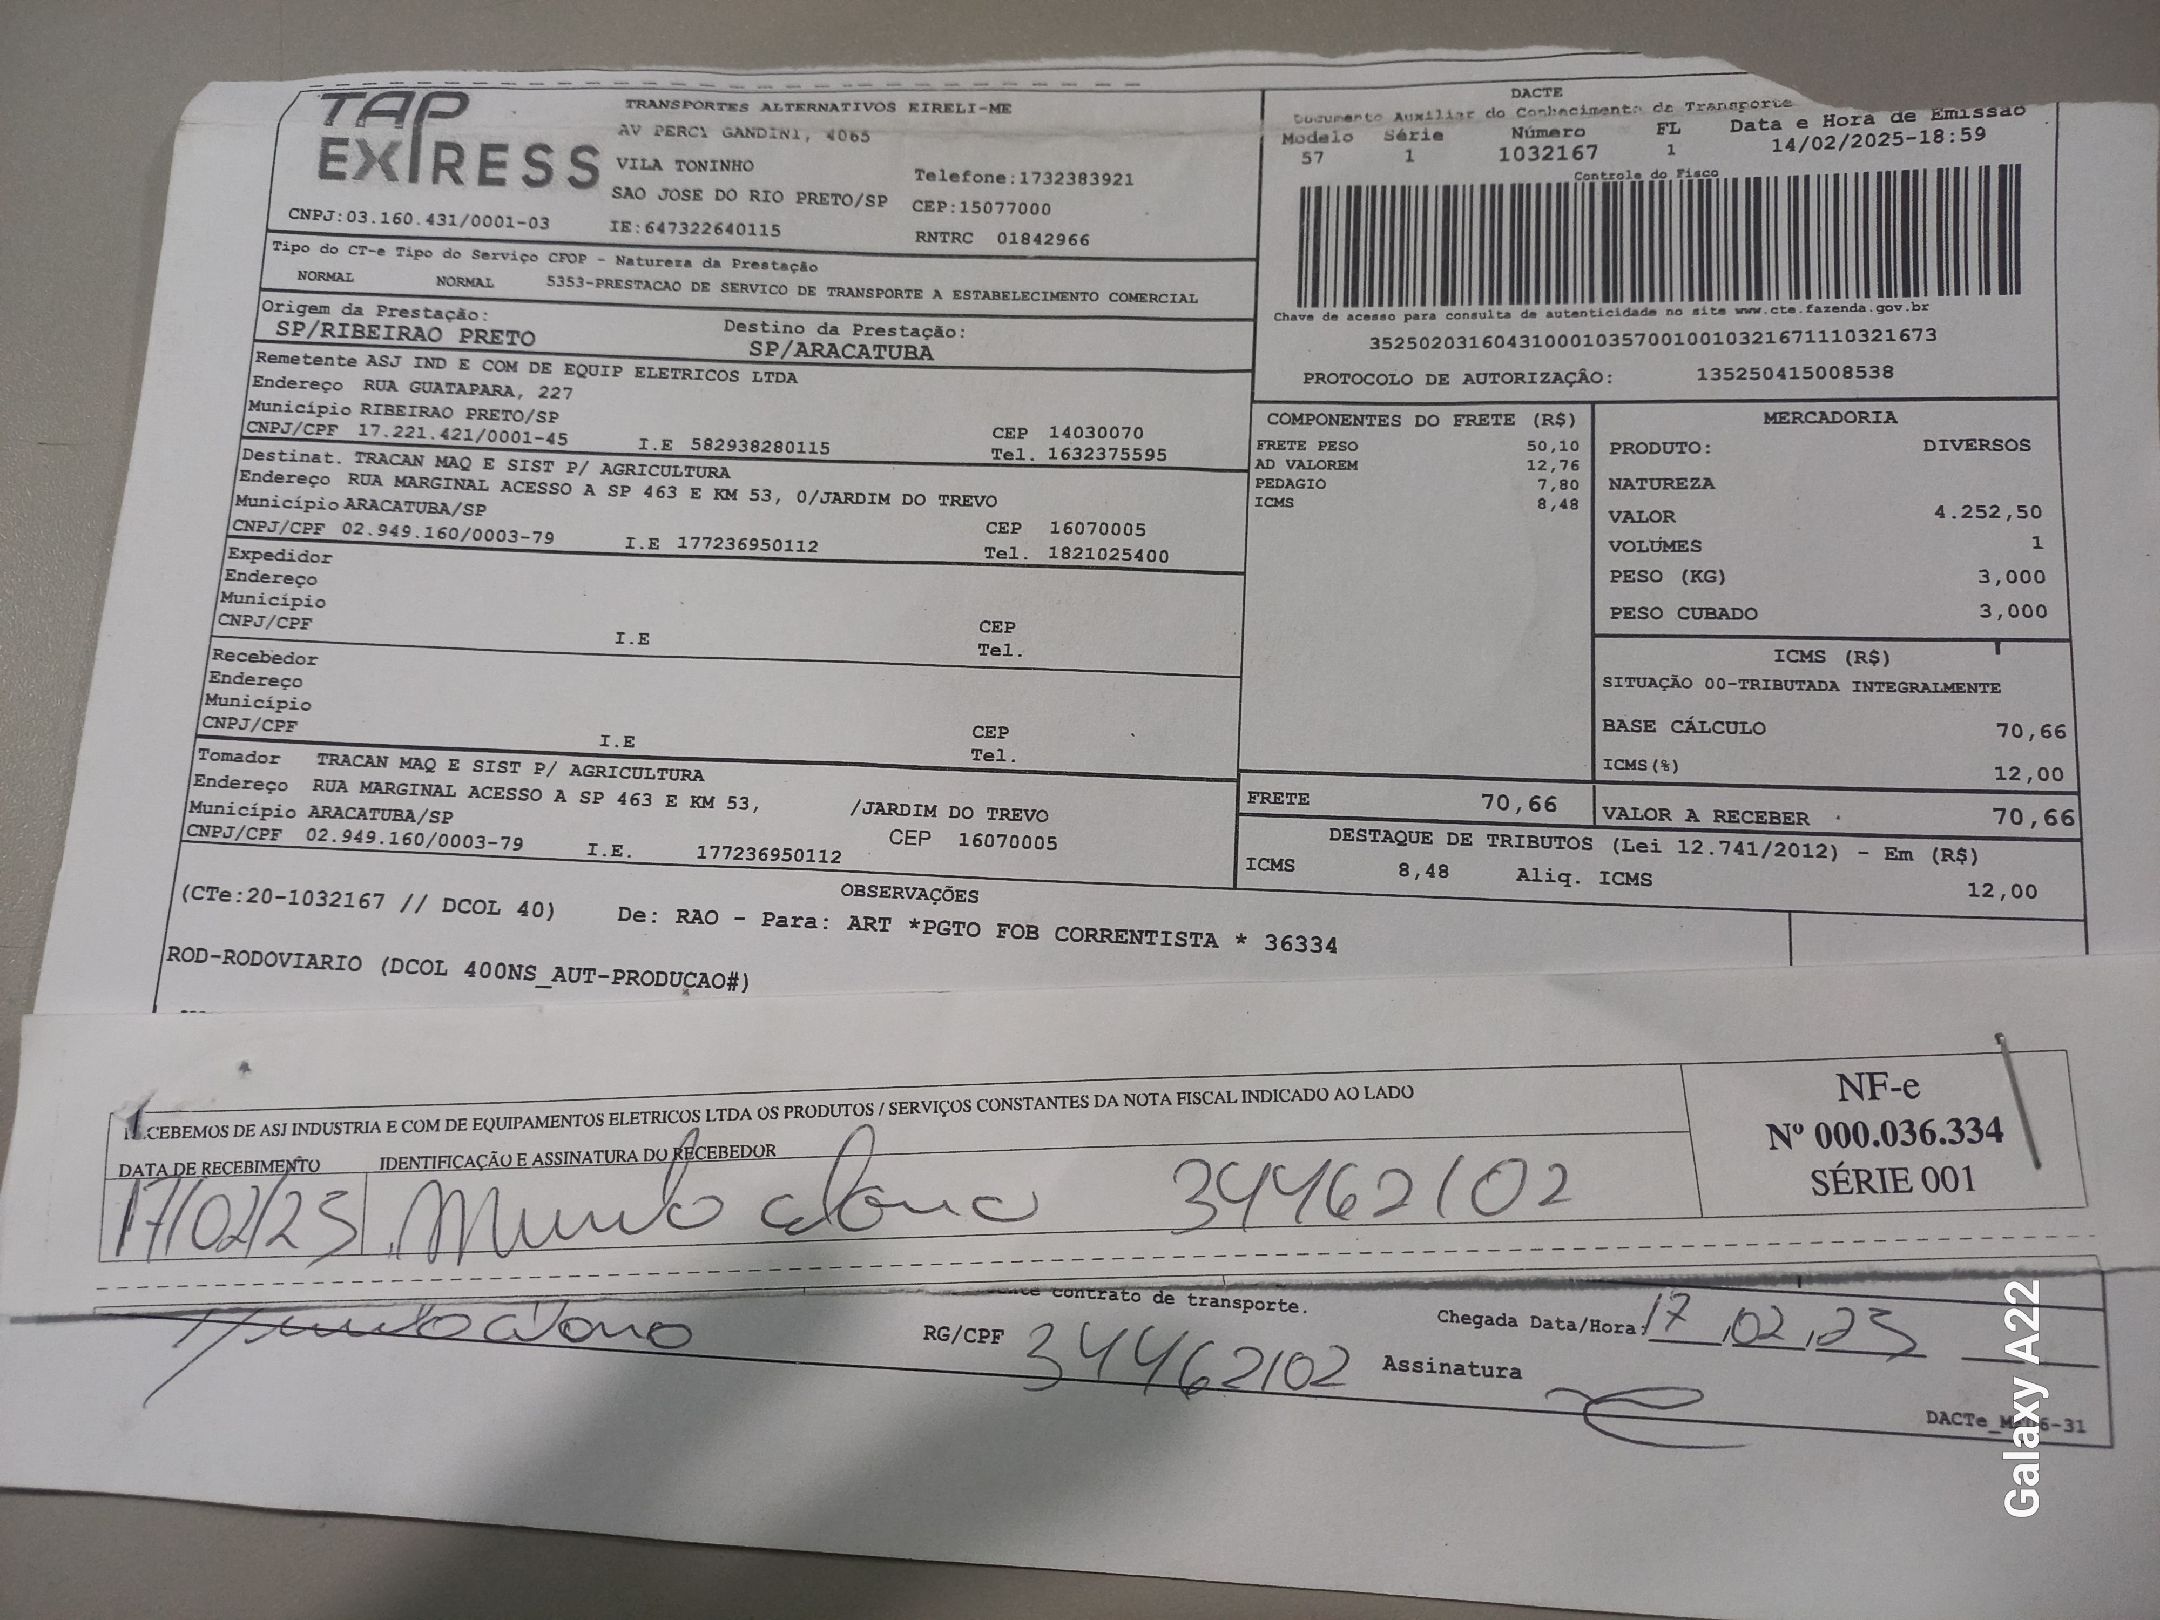 TAP EXPRESS
TRANSPORTES ALTERNATIVOS EIRELI-ME
AV PERCY GANDINI, 4065
VILA TONINHO
Telefone:1732383921
SAO JOSE DO RIO PRETO/SP CEP:15077000
CNPJ:03.160.431/0001-03 IE:647322640115 RNTRC 01842966
DACTE
Documento Auxiliar do Conhecimento de Transporte
Modelo Série Número FL Data e Hora de Emissão
57 1 1032167 1 14/02/2025-18:59
Controle do Fisco
Chave de acesso para consulta de autenticidade no site www.cte.fazenda.gov.br
35250203160431000103570010010321671110321673
PROTOCOLO DE AUTORIZAÇÂO: 135250415008538
Tipo do CT-e Tipo do Serviço CFOP - Natureza da Prestação
NORMAL NORMAL 5353-PRESTACAO DE SERVICO DE TRANSPORTE A ESTABELECIMENTO COMERCIAL
Origem da Prestação: Destino da Prestação:
SP/RIBEIRAO PRETO SP/ARACATUBA
Remetente ASJ IND E COM DE EQUIP ELETRICOS LTDA
Endereço RUA GUATAPARA, 227
Município RIBEIRAO PRETO/SP CEP 14030070
CNPJ/CPF 17.221.421/0001-45 I.E 582938280115 Tel. 1632375595
Destinat. TRACAN MAQ E SIST P/ AGRICULTURA
Endereço RUA MARGINAL ACESSO A SP 463 E KM 53, 0/JARDIM DO TREVO
Município ARACATUBA/SP CEP 16070005
CNPJ/CPF 02.949.160/0003-79 I.E 177236950112 Tel. 1821025400
Expedidor
Endereço
Município CEP
CNPJ/CPF I.E Tel.
Recebedor
Endereço
Município CEP
CNPJ/CPF I.E Tel.
Tomador TRACAN MAQ E SIST P/ AGRICULTURA
Endereço RUA MARGINAL ACESSO A SP 463 E KM 53, /JARDIM DO TREVO
Município ARACATUBA/SP CEP 16070005
CNPJ/CPF 02.949.160/0003-79 I.E. 177236950112
COMPONENTES DO FRETE (R$)
FRETE PESO 50,10
AD VALOREM 12,76
PEDAGIO 7,80
ICMS 8,48
MERCADORIA
PRODUTO: DIVERSOS
NATUREZA
VALOR 4.252,50
VOLUMES 1
PESO (KG) 3,000
PESO CUBADO 3,000
ICMS (R$)
SITUAÇÃO 00-TRIBUTADA INTEGRALMENTE
BASE CÁLCULO 70,66
ICMS(%) 12,00
FRETE 70,66 VALOR A RECEBER 70,66
DESTAQUE DE TRIBUTOS (Lei 12.741/2012) - Em (R$)
ICMS 8,48 Aliq. ICMS 12,00
OBSERVAÇÕES
(CTe:20-1032167 // DCOL 40) De: RAO - Para: ART *PGTO FOB CORRENTISTA * 36334
ROD-RODOVIARIO (DCOL 400NS_AUT-PRODUCAO#)
CEBEMOS DE ASJ INDUSTRIA E COM DE EQUIPAMENTOS ELETRICOS LTDA OS PRODUTOS / SERVIÇOS CONSTANTES DA NOTA FISCAL INDICADO AO LADO
DATA DE RECEBIMENTO IDENTIFICAÇÃO E ASSINATURA DO RECEBEDOR
17/02/25 34462102
NF-e
Nº 000.036.334
SÉRIE 001
contrato de transporte.
RG/CPF 34462102 Chegada Data/Hora: 17,02,25
Assinatura
DACTe
Galaxy A22